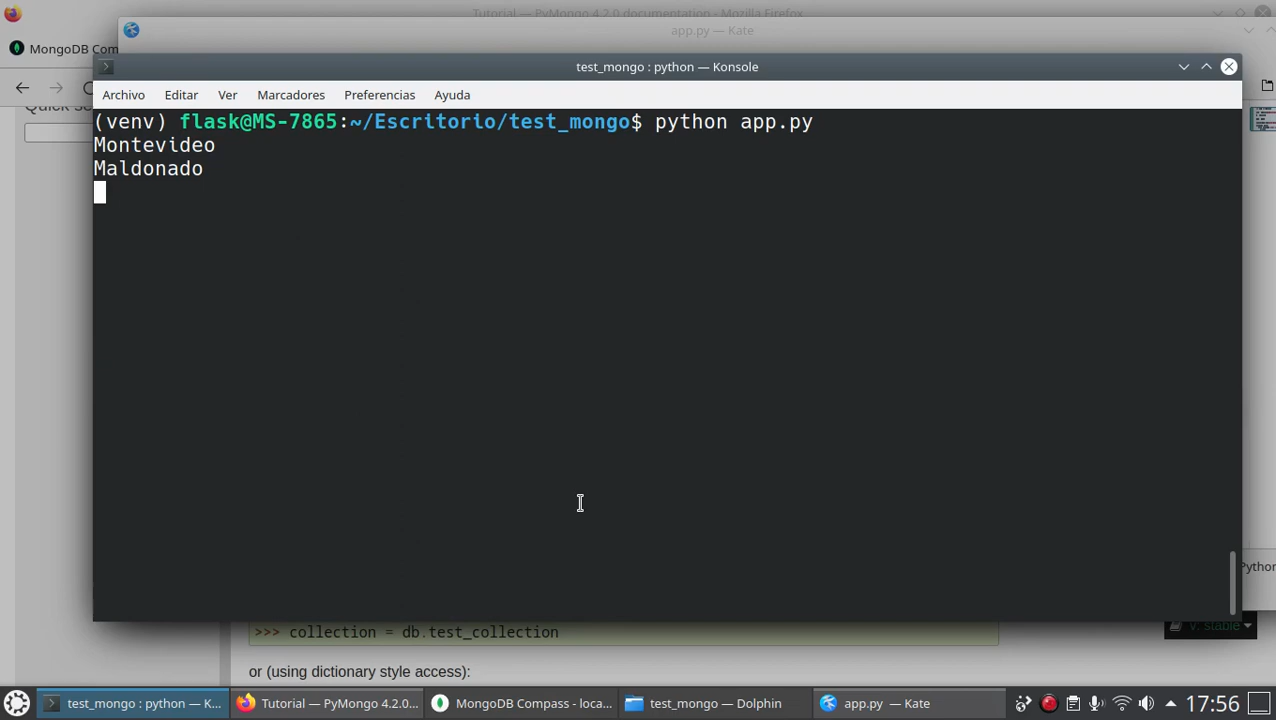 Tutorial — PyMongo 4.2.0 documentation - Mozilla Firefox
app.py — Kate
MongoDB Com
test_mongo : python — Konsole
Archivo Editar Ver Marcadores Preferencias Ayuda
(venv) flask@MS-7865:~/Escritorio/test_mongo$ python app.py
Montevideo
Maldonado
Python
>>> collection = db.test_collection
v: stable
or (using dictionary style access):
test_mongo : python — K...
Tutorial — PyMongo 4.2.0...
MongoDB Compass - loca...
test_mongo — Dolphin
app.py — Kate
17:56